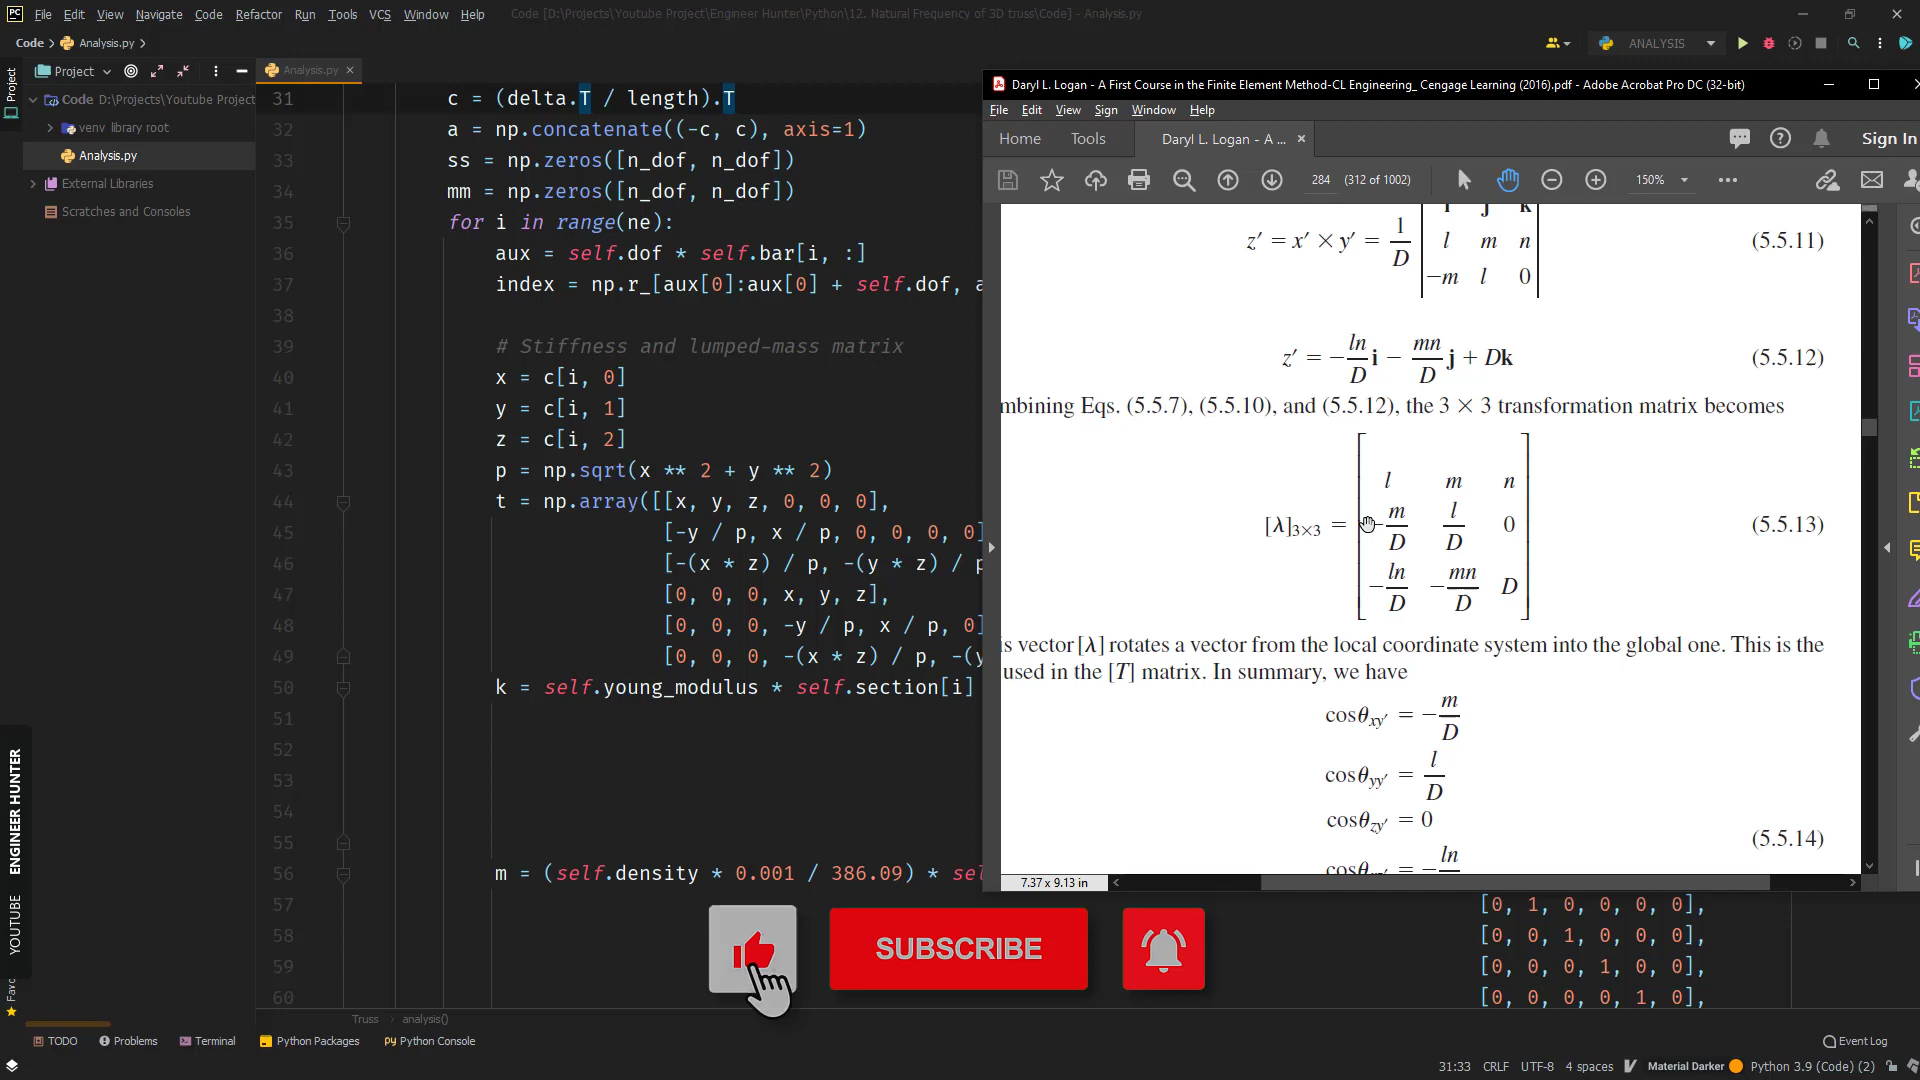 PC File Edit View Navigate Code Refactor Run Tools VCS Window Help
Code [D:\Projects\Youtube Project\Engineer Hunter\Python\12. Natural Frequency of 3D truss\Code] - Analysis.py
Code Analysis.py
ANALYSIS
Project
Project
Analysis.py
Code D:\Projects\Youtube Project
venv library root
Analysis.py
External Libraries
Scratches and Consoles
31 c = (delta.T / length).T
32 a = np.concatenate((-c, c), axis=1)
33 ss = np.zeros([n_dof, n_dof])
34 mm = np.zeros([n_dof, n_dof])
35 for i in range(ne):
36 aux = self.dof * self.bar[i, :]
37 index = np.r_[aux[0]:aux[0] + self.dof, a
38
39 # Stiffness and lumped-mass matrix
40 x = c[i, 0]
41 y = c[i, 1]
42 z = c[i, 2]
43 p = np.sqrt(x ** 2 + y ** 2)
44 t = np.array([[x, y, z, 0, 0, 0],
45 [-y / p, x / p, 0, 0, 0, 0]
46 [-(x * z) / p, -(y * z) / p
47 [0, 0, 0, x, y, z],
48 [0, 0, 0, -y / p, x / p, 0]
49 [0, 0, 0, -(x * z) / p, -(y
50 k = self.young_modulus * self.section[i]
51
52
53
54
55
56 m = (self.density * 0.001 / 386.09) * sel
57
58
59
60
[0, 1, 0, 0, 0, 0],
[0, 0, 1, 0, 0, 0],
[0, 0, 0, 1, 0, 0],
[0, 0, 0, 0, 1, 0],
Daryl L. Logan - A First Course in the Finite Element Method-CL Engineering_ Cengage Learning (2016).pdf - Adobe Acrobat Pro DC (32-bit)
File Edit View Sign Window Help
Home Tools Daryl L. Logan - A ... × Sign In
284 (312 of 1002) 150%
z′ = x′ × y′ = 1/D | i j k (5.5.11)
l m n
−m l 0 |
z′ = − ln/D i − mn/D j + Dk (5.5.12)
mbining Eqs. (5.5.7), (5.5.10), and (5.5.12), the 3 × 3 transformation matrix becomes
l m n
[λ]3×3 = −m/D l/D 0 (5.5.13)
−ln/D −mn/D D
is vector [λ] rotates a vector from the local coordinate system into the global one. This is the
used in the [T] matrix. In summary, we have
cosθxy′ = −m/D
cosθyy′ = l/D
cosθzy′ = 0
(5.5.14)
ln
7.37 x 9.13 in
YOUTUBE ENGINEER HUNTER
SUBSCRIBE
Truss analysis()
TODO Problems Terminal Python Packages Python Console Event Log
31:33 CRLF UTF-8 4 spaces Material Darker Python 3.9 (Code) (2)